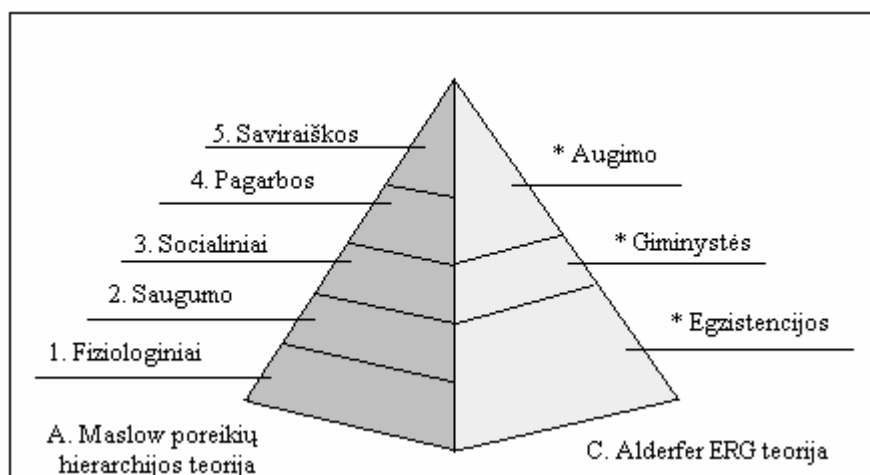 5. Saviraiškos
4. Pagarbos
3. Socialiniai
2. Saugumo
1. Fiziologiniai
A. Maslow poreikių
hierarchijos teorija
* Augimo
* Giminystės
* Egzistencijos
C. Alderfer ERG teorija